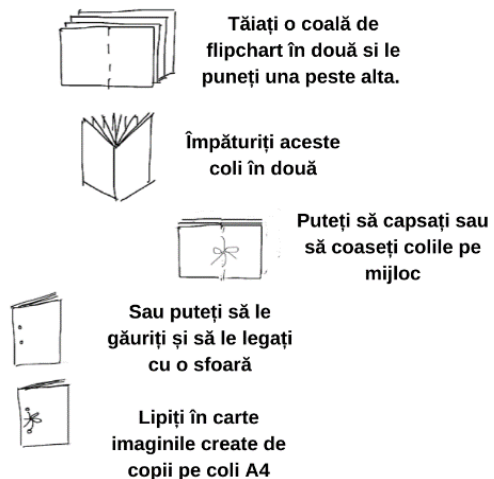 Tăiați o coală de
flipchart în două si le
puneți una peste alta.
Împăturiți aceste
coli în două
Puteți să capsați sau
să coaseți colile pe
mijloc
Sau puteți să le
găuriți și să le legați
cu o sfoară
Lipiți în carte
imaginile create de
copii pe coli A4